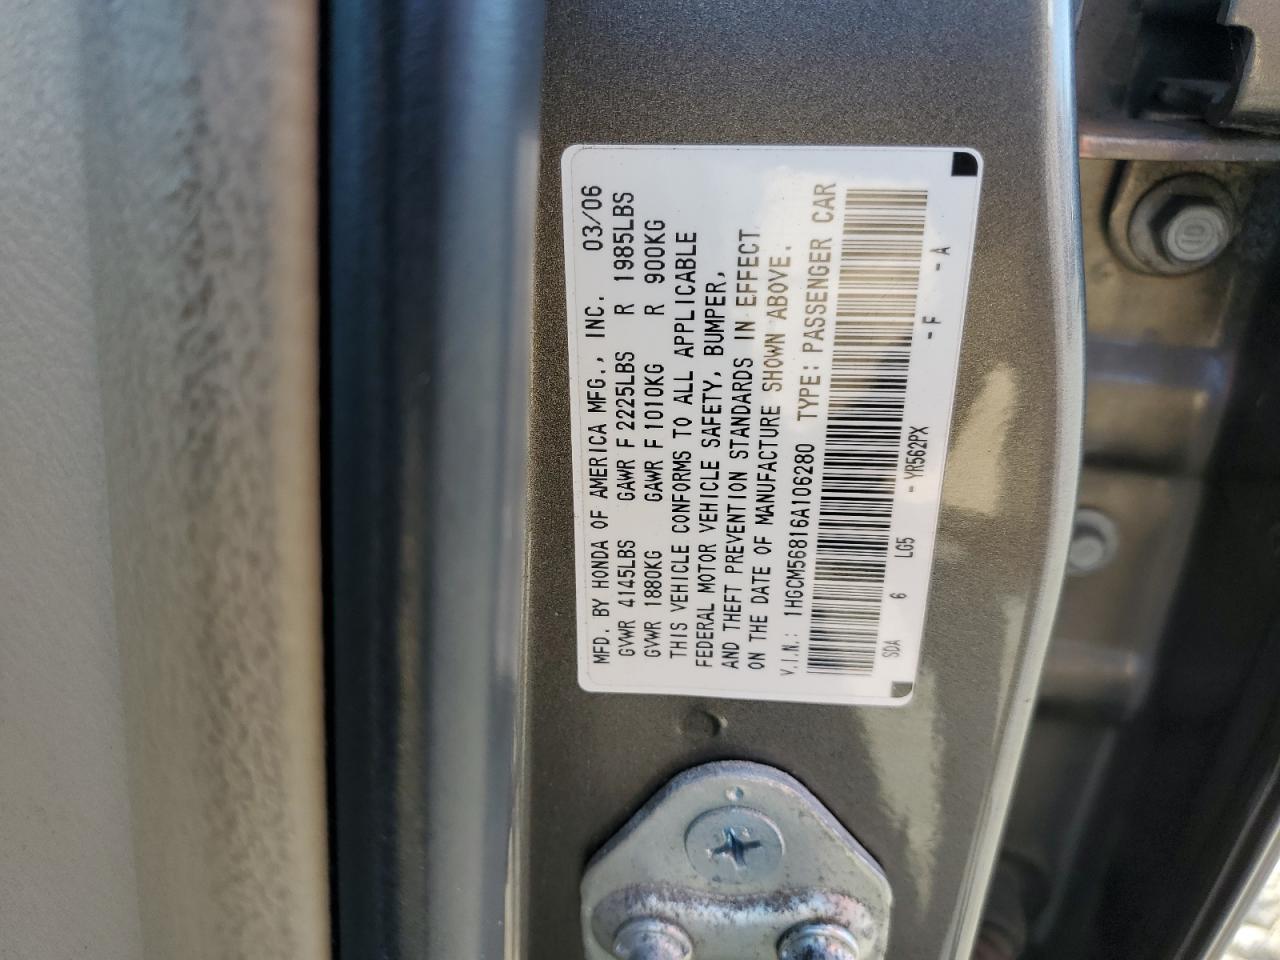 MFD. BY HONDA OF AMERICA MFG., INC. 03/06
GVWR 4145LBS GAWR F 2225LBS R 1985LBS
GVWR 1880KG GAWR F 1010KG R 900KG
THIS VEHICLE CONFORMS TO ALL APPLICABLE
FEDERAL MOTOR VEHICLE SAFETY, BUMPER,
AND THEFT PREVENTION STANDARDS IN EFFECT
ON THE DATE OF MANUFACTURE SHOWN ABOVE.
V.I.N.: 1HGCM56816A106280 TYPE: PASSENGER CAR
SDA 6 LG5 - YR562PX - F - A